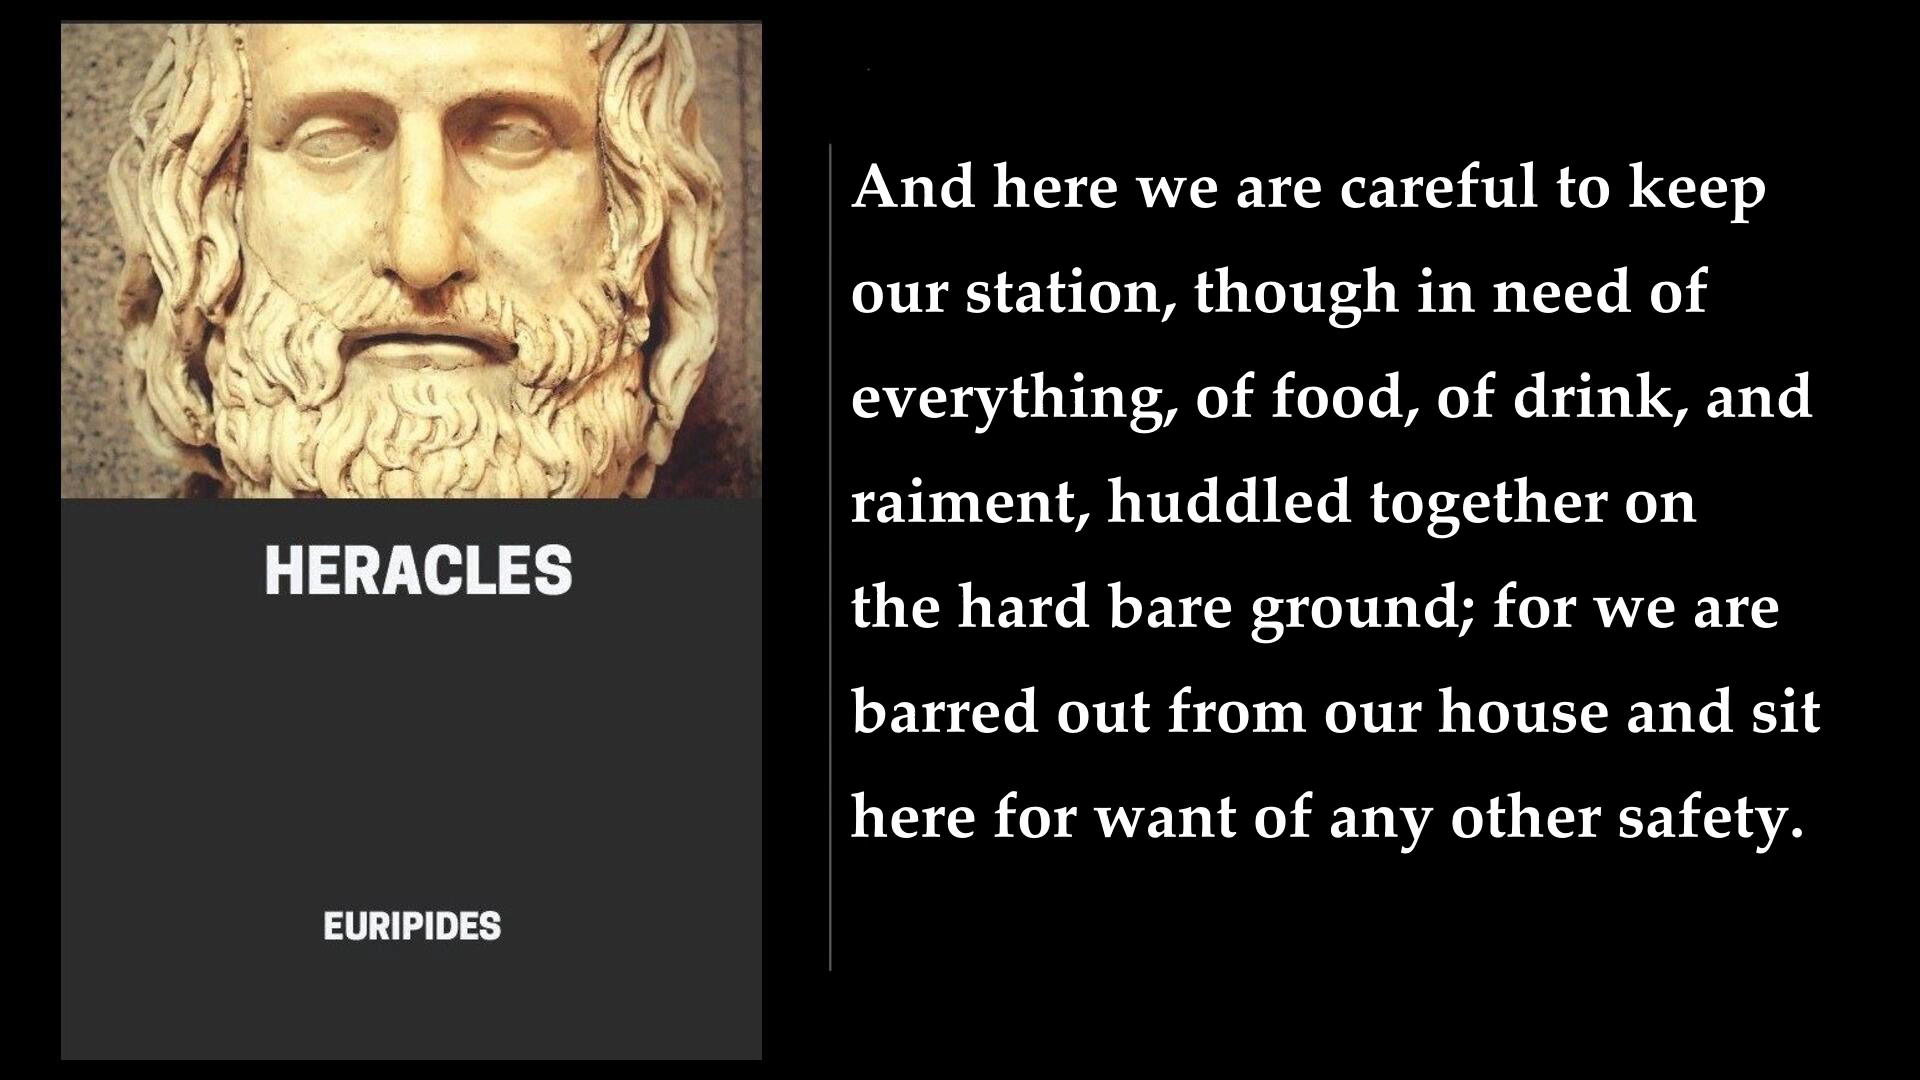 HERACLES
EURIPIDES
And here we are careful to keep
our station, though in need of
everything, of food, of drink, and
raiment, huddled together on
the hard bare ground; for we are
barred out from our house and sit
here for want of any other safety.